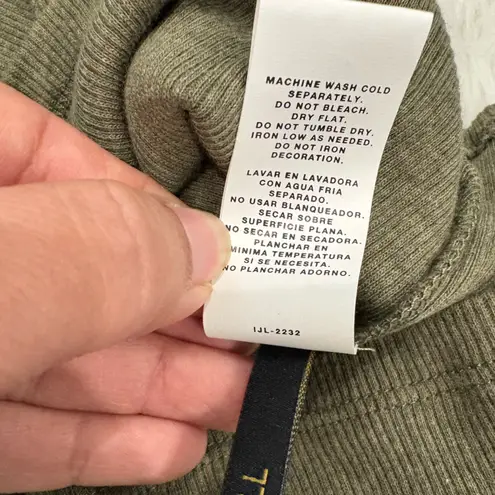 MACHINE WASH COLD
SEPARATELY.
DO NOT BLEACH.
DRY FLAT.
DO NOT TUMBLE DRY.
IRON LOW AS NEEDED.
DO NOT IRON
DECORATION.
LAVAR EN LAVADORA
CON AGUA FRIA
SEPARADO.
NO USAR BLANQUEADOR.
SECAR SOBRE
SUPERFICIE PLANA.
NO SECAR EN SECADORA.
PLANCHAR EN
MINIMA TEMPERATURA
SI SE NECESITA.
NO PLANCHAR ADORNO.
IJL-2232